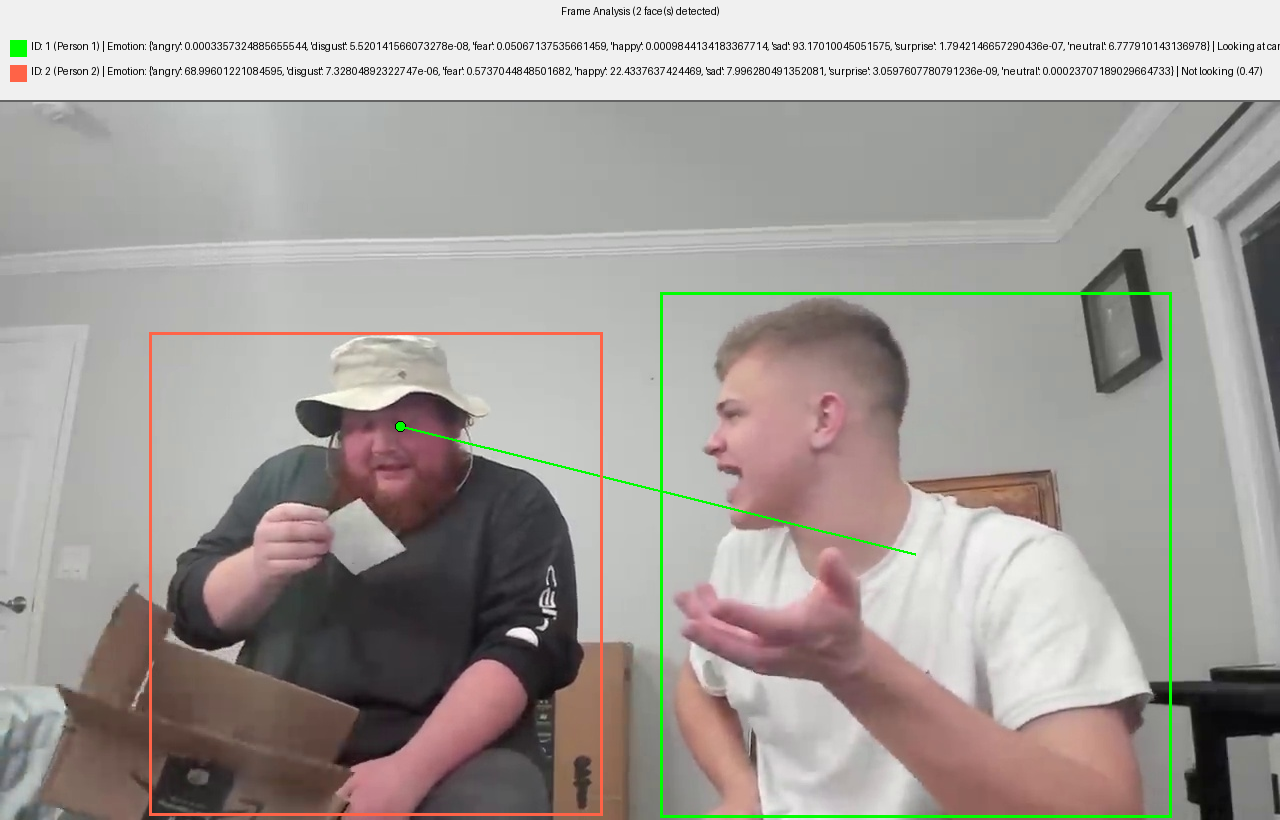 Frame Analysis (2 face(s) detected)
ID: 1 (Person 1) | Emotion: {'angry': 0.0003357324885655544, 'disgust': 5.520141566073278e-08, 'fear': 0.05067137535661459, 'happy': 0.0009844134183367714, 'sad': 93.17010045051575, 'surprise': 1.7942146657290436e-07, 'neutral': 6.777910143136978} | Looking at car
ID: 2 (Person 2) | Emotion: {'angry': 68.99601221084595, 'disgust': 7.32804892322747e-06, 'fear': 0.5737044848501682, 'happy': 22.4337637424469, 'sad': 7.996280491352081, 'surprise': 3.0597607780791236e-09, 'neutral': 0.00023707189029664733} | Not looking (0.47)